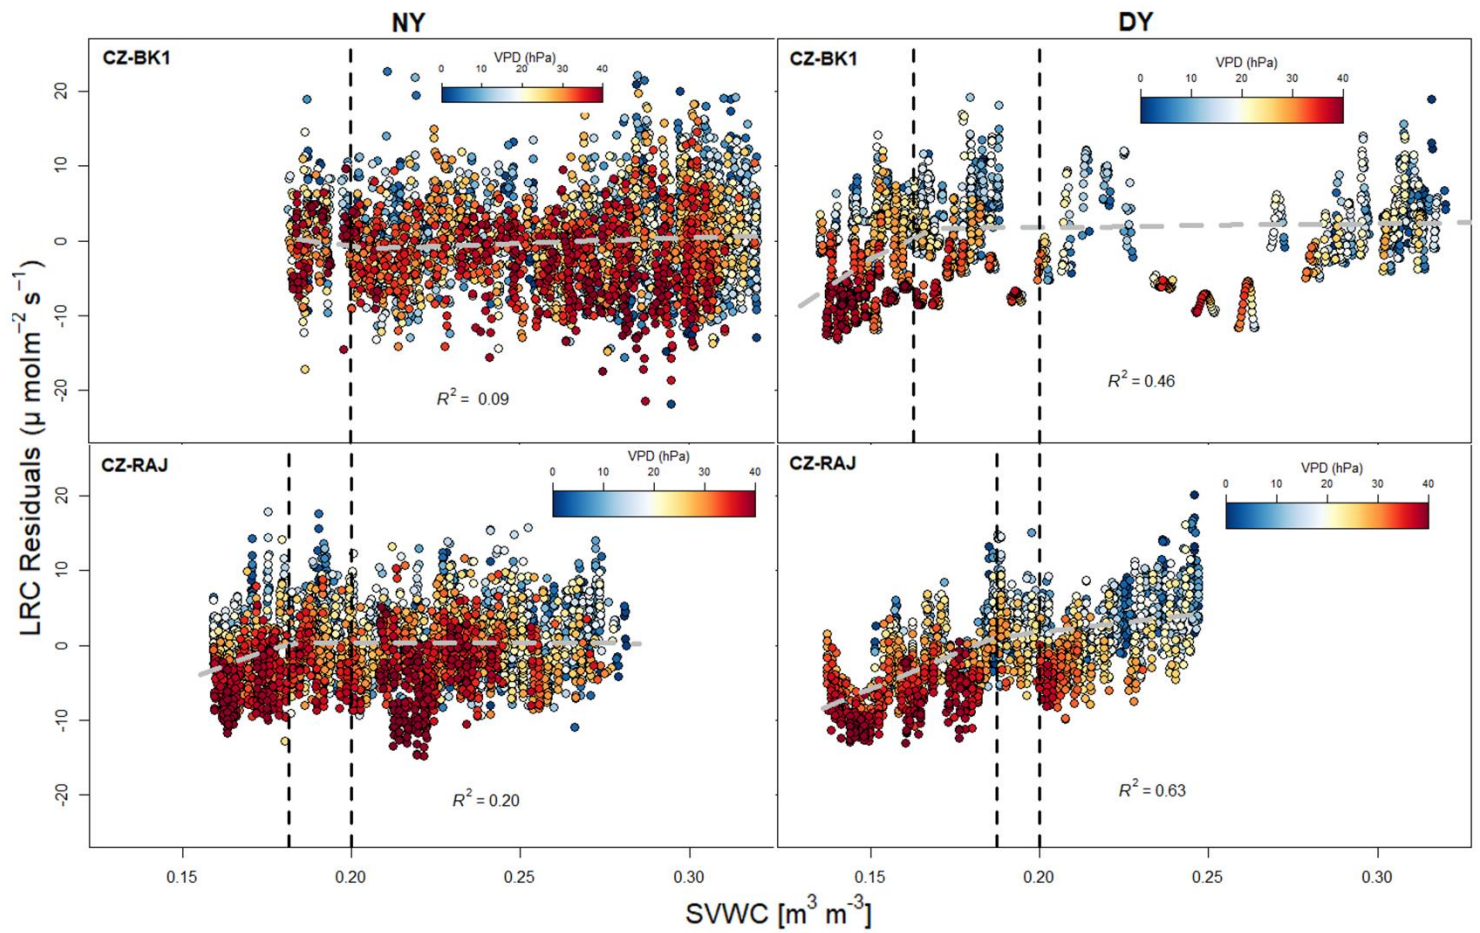 NY
DY
CZ-BK1
VPD (hPa)
0 10 20 30 40
CZ-BK1
VPD (hPa)
0 10 20 30 40
20
10
0
-10
-20
R² = 0.09
R² = 0.46
CZ-RAJ
VPD (hPa)
0 10 20 30 40
CZ-RAJ
VPD (hPa)
0 10 20 30 40
20
10
0
-10
-20
R² = 0.20
R² = 0.63
LRC Residuals (μ molm⁻² s⁻¹)
0.15 0.20 0.25 0.30
0.15 0.20 0.25 0.30
SVWC [m³ m⁻³]